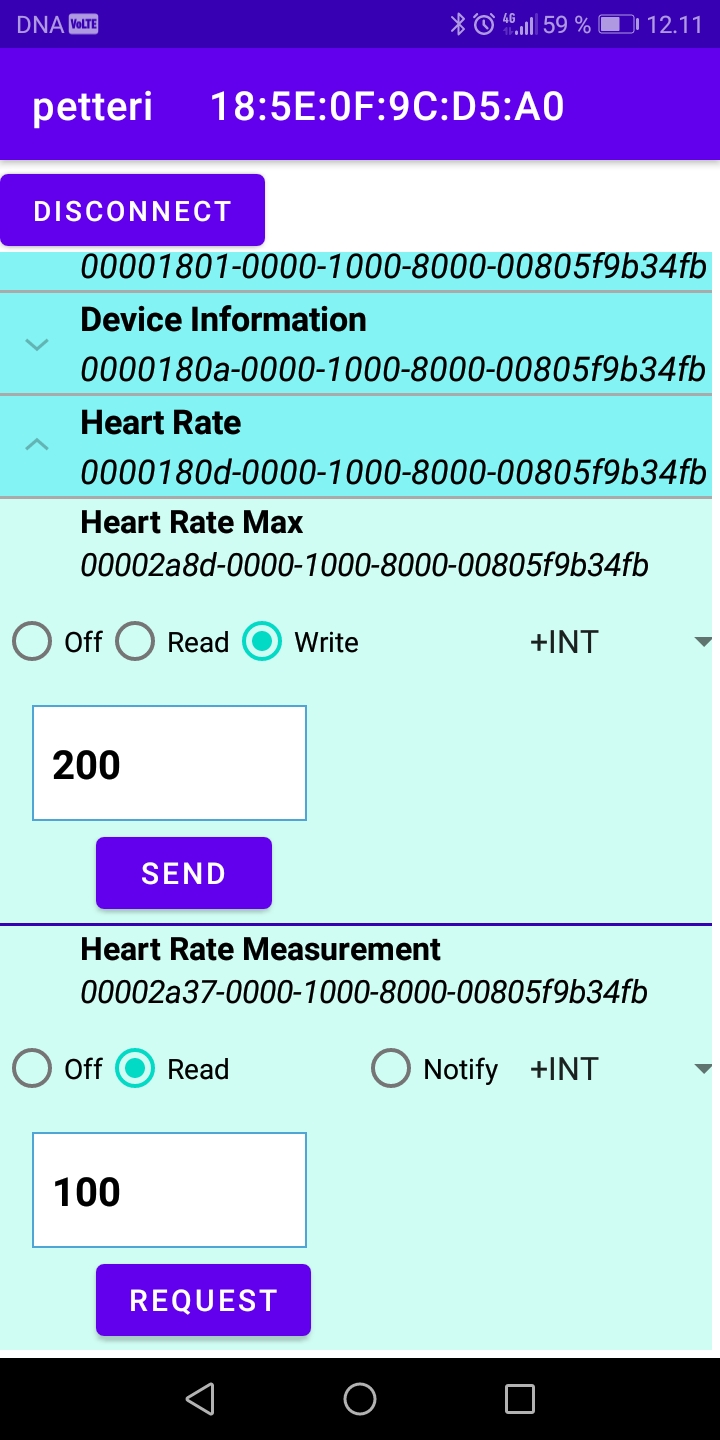 DNA VoLTE 4G 59 % 12.11
petteri 18:5E:0F:9C:D5:A0
DISCONNECT
00001801-0000-1000-8000-00805f9b34fb
Device Information
0000180a-0000-1000-8000-00805f9b34fb
Heart Rate
0000180d-0000-1000-8000-00805f9b34fb
Heart Rate Max
00002a8d-0000-1000-8000-00805f9b34fb
Off Read Write +INT
200
SEND
Heart Rate Measurement
00002a37-0000-1000-8000-00805f9b34fb
Off Read Notify +INT
100
REQUEST